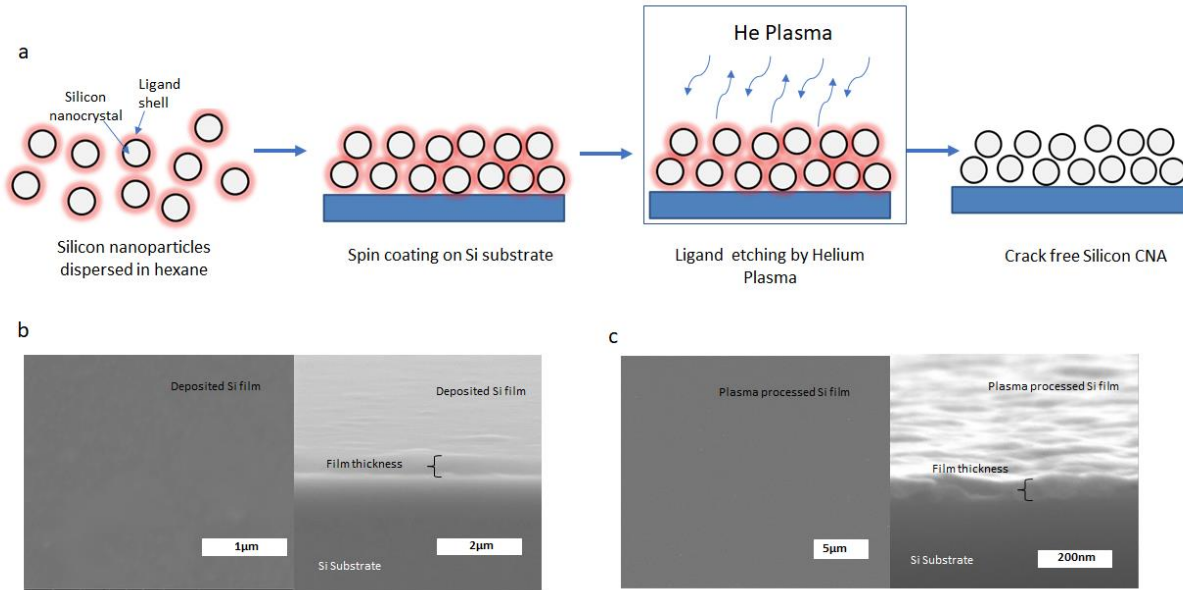 a
He Plasma
Silicon
nanocrystal
Ligand
shell
Silicon nanoparticles
dispersed in hexane
Spin coating on Si substrate
Ligand etching by Helium
Plasma
Crack free Silicon CNA
b
Deposited Si film
1µm
Deposited Si film
Film thickness
2µm
Si Substrate
c
Plasma processed Si film
5µm
Plasma processed Si film
Film thickness
Si Substrate
200nm